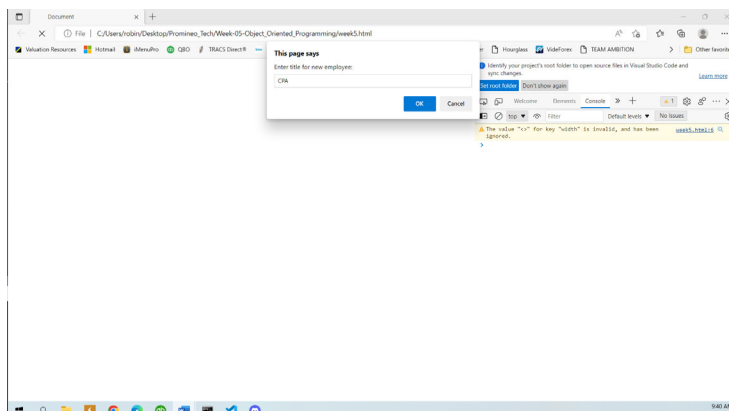 Document
File | C:/Users/robin/Desktop/Promineo_Tech/Week-05-Object_Oriented_Programming/week5.html
Valuation Resources Hotmail iMenuPro QBO TRACS Direct® Hourglass VideForex TEAM AMBITION Other favorite
This page says
Enter title for new employee:
CPA
OK Cancel
Identify your project's root folder to open source files in Visual Studio Code and
sync changes.
Learn more
Set root folder Don't show again
Welcome Elements Console 1
top Filter Default levels No Issues
The value "<>" for key "width" is invalid, and has been week5.html:6
ignored.
9:40 AM